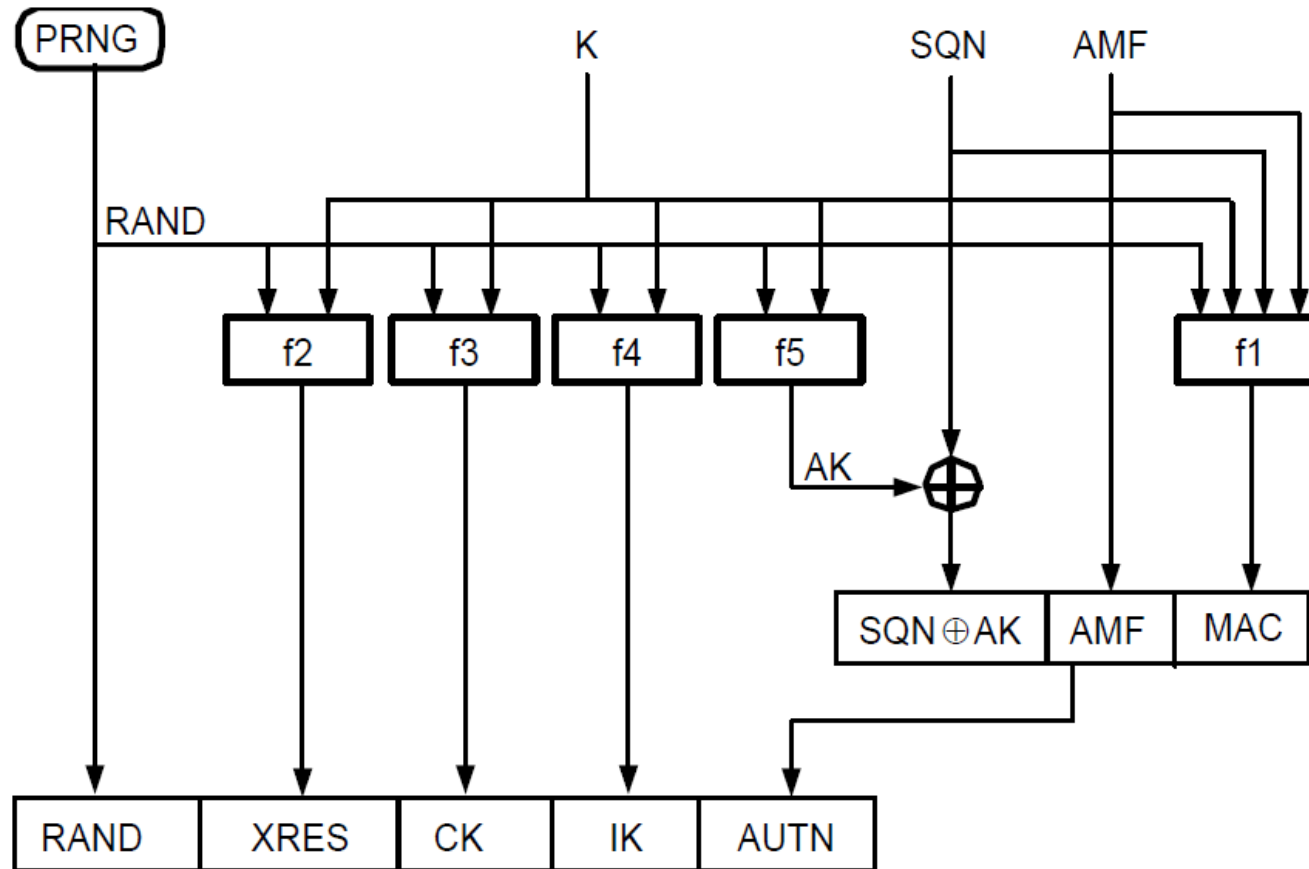 PRNG
K
SQN
AMF
RAND
f2
f3
f4
f5
f1
AK
SQN⊕AK
AMF
MAC
RAND
XRES
CK
IK
AUTN